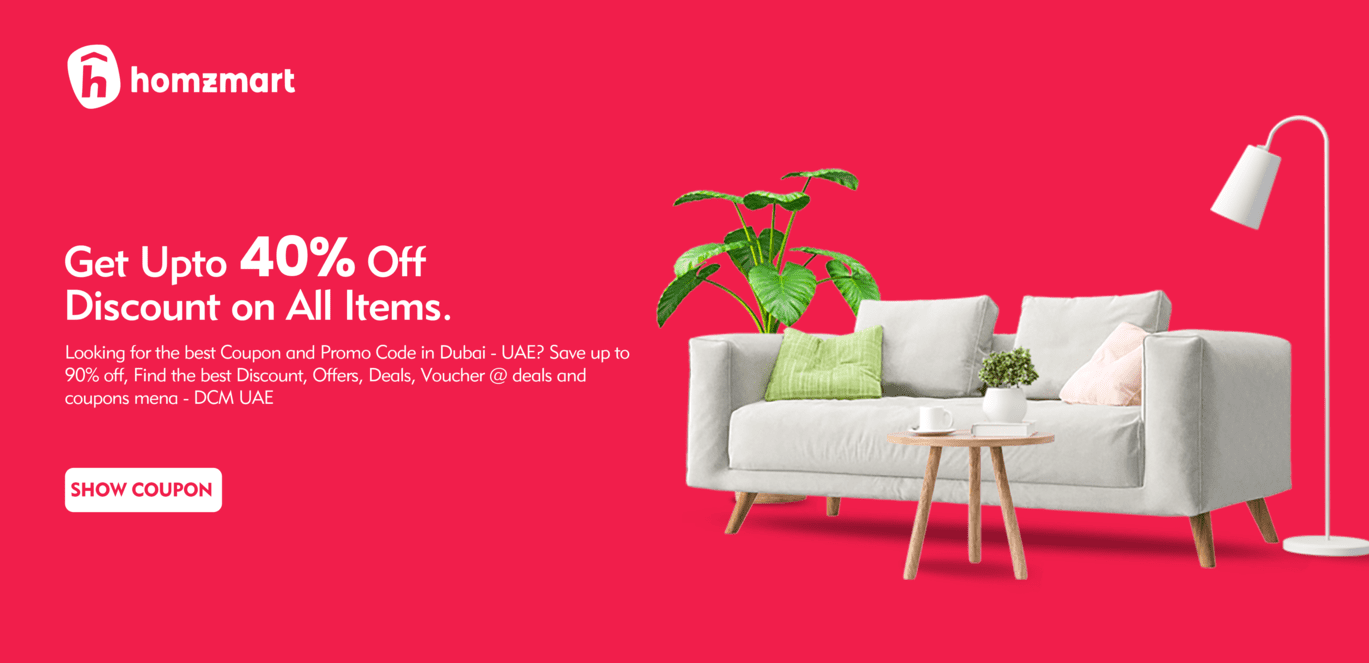 homzmart
Get Upto 40% Off
Discount on All Items.
Looking for the best Coupon and Promo Code in Dubai - UAE? Save up to
90% off, Find the best Discount, Offers, Deals, Voucher @ deals and
coupons mena - DCM UAE
SHOW COUPON